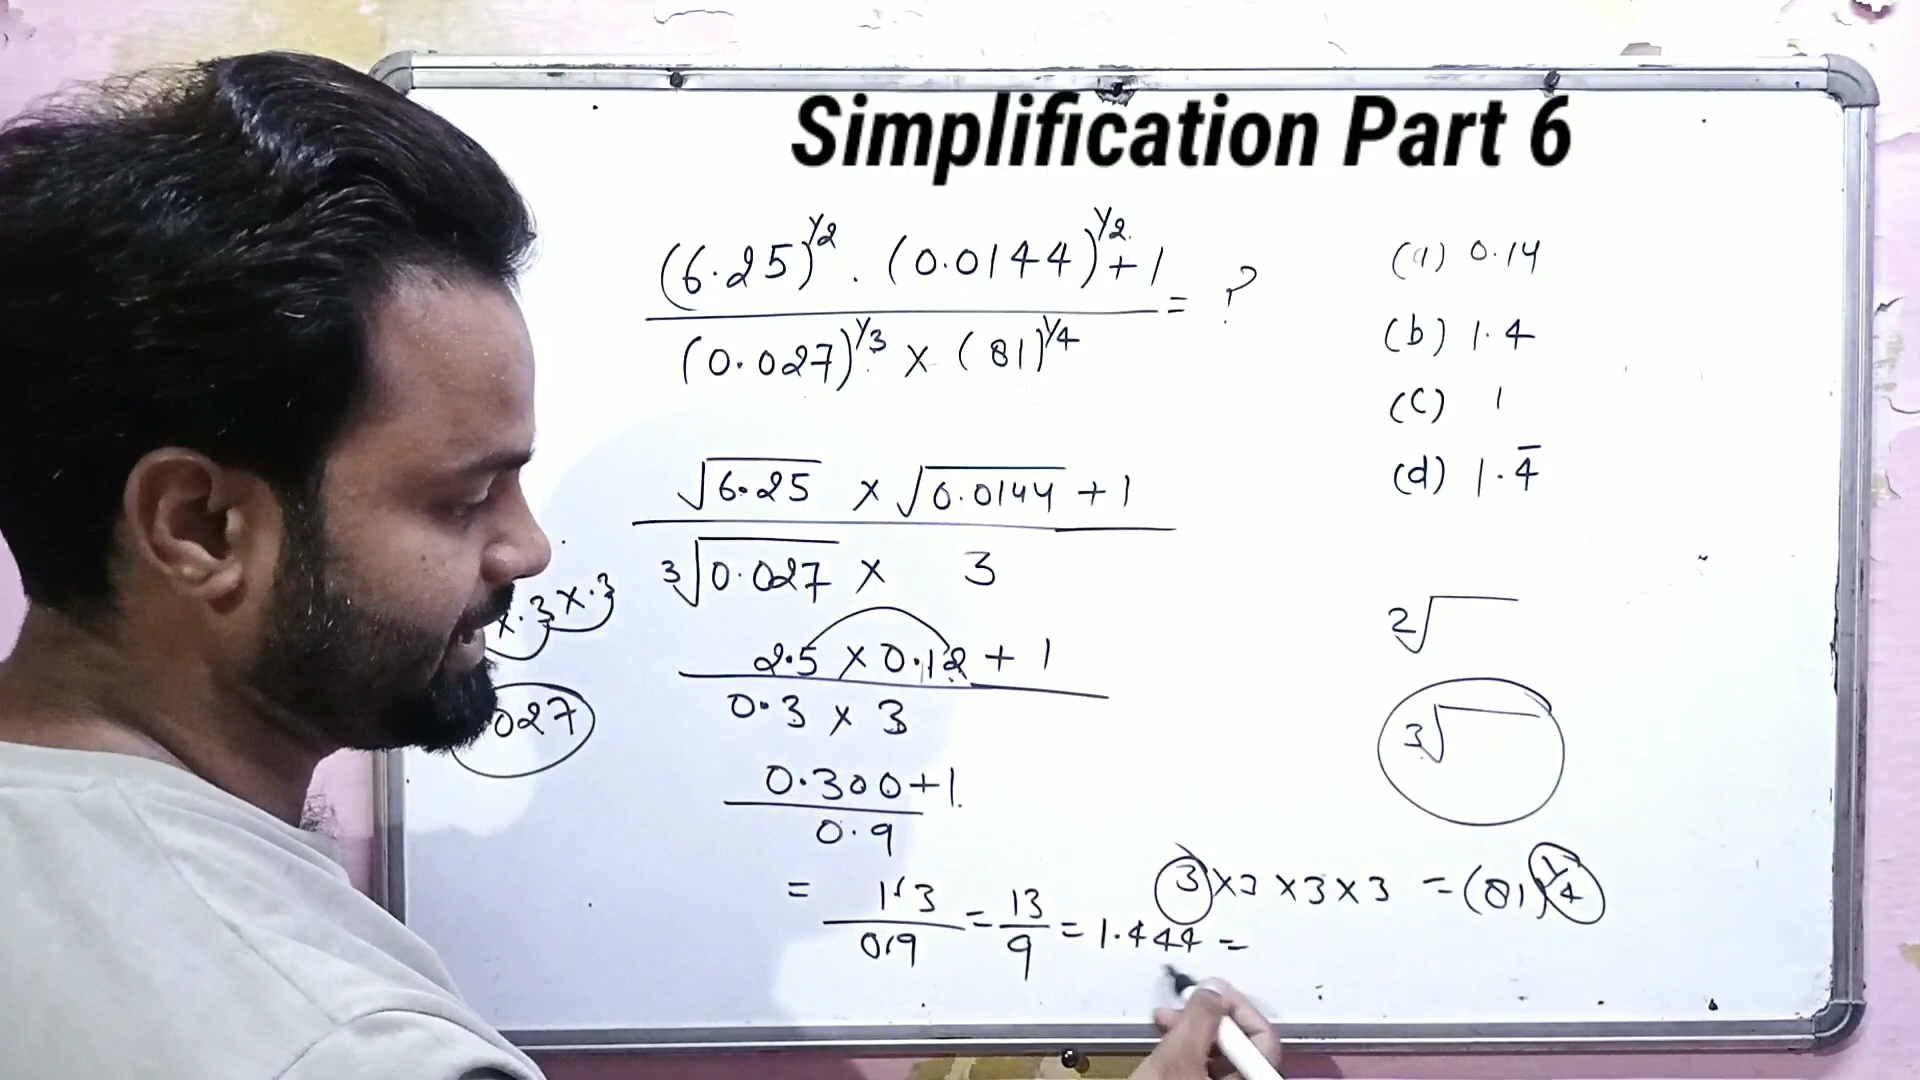 Simplification Part 6
(6.25)^1/2 . (0.0144)^1/2 + 1
= ?
(0.027)^1/3 × (81)^1/4
(a) 0.14
(b) 1.4
(c) 1
(d) 1.4̅
√6.25 × √0.0144 + 1
3√0.027 × 3
×.3×.3
027
2.5 × 0.12 + 1
0.3 × 3
0.300+1
0.9
= 1.3/0.9 = 13/9 = 1.444 =
2√
3√
3×3×3×3 = (81)^1/4